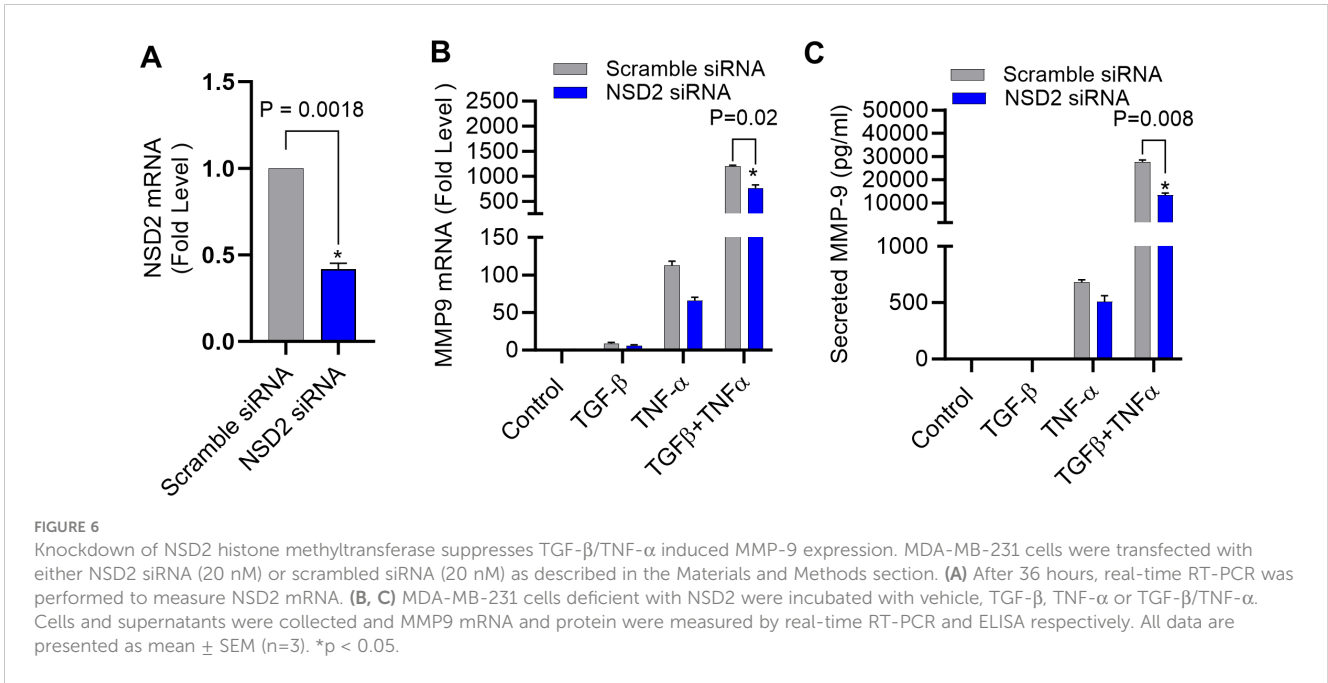 A
1.5
P = 0.0018
1.0
NSD2 mRNA
(Fold Level )
0.5
*
0.0
Scramble siRNA
NSD2 siRNA
B
Scramble siRNA
NSD2 siRNA
2500
P=0.02
2000
1500
1000
*
500
MMP9 mRNA (Fold Level)
150
100
50
0
Control
TGF-β
TNF-α
TGFβ+TNFα
C
Scramble siRNA
NSD2 siRNA
50000
P=0.008
40000
30000
20000
*
10000
Secreted MMP-9 (pg/ml)
1000
500
0
Control
TGF-β
TNF-α
TGFβ+TNFα
FIGURE 6
Knockdown of NSD2 histone methyltransferase suppresses TGF-β/TNF-α induced MMP-9 expression. MDA-MB-231 cells were transfected with
either NSD2 siRNA (20 nM) or scrambled siRNA (20 nM) as described in the Materials and Methods section. (A) After 36 hours, real-time RT-PCR was
performed to measure NSD2 mRNA. (B, C) MDA-MB-231 cells deficient with NSD2 were incubated with vehicle, TGF-β, TNF-α or TGF-β/TNF-α.
Cells and supernatants were collected and MMP9 mRNA and protein were measured by real-time RT-PCR and ELISA respectively. All data are
presented as mean ± SEM (n=3). *p < 0.05.